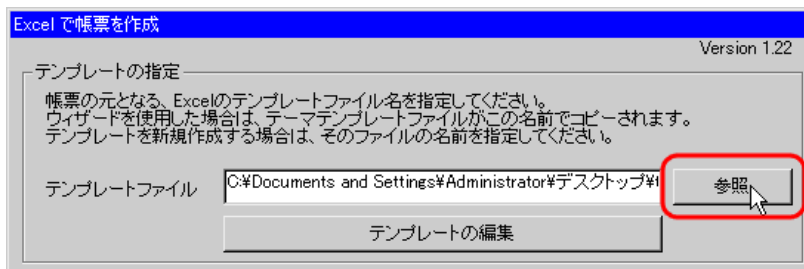 Excel で帳票を作成
Version 1.22
テンプレートの指定
帳票の元となる、Excelのテンプレートファイル名を指定してください。
ウィザードを使用した場合は、テーマテンプレートファイルがこの名前でコピーされます。
テンプレートを新規作成する場合は、そのファイルの名前を指定してください。
テンプレートファイル
C:¥Documents and Settings¥Administrator¥デスクトップ¥t
参照
テンプレートの編集